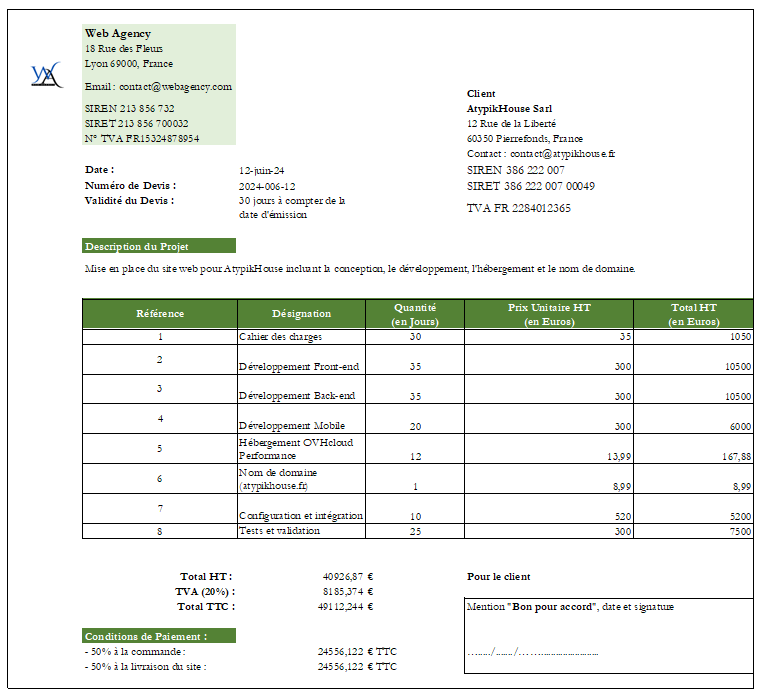 WA
Web Agency
18 Rue des Fleurs
Lyon 69000, France
Email : contact@webagency.com
SIREN 213 856 732
SIRET 213 856 700032
N° TVA FR15324878954
Client
AtypikHouse Sarl
12 Rue de la Liberté
60350 Pierrefonds, France
Contact : contact@atypikhouse.fr
SIREN 386 222 007
SIRET 386 222 007 00049
TVA FR 2284012365
Date : 12-juin-24
Numéro de Devis : 2024-006-12
Validité du Devis : 30 jours à compter de la
date d'émission
Description du Projet
Mise en place du site web pour AtypikHouse incluant la conception, le développement, l'hébergement et le nom de domaine.
Référence Désignation Quantité Prix Unitaire HT Total HT
(en Jours) (en Euros) (en Euros)
1 Cahier des charges 30 35 1050
2 Développement Front-end 35 300 10500
3 Développement Back-end 35 300 10500
4 Développement Mobile 20 300 6000
5 Hébergement OVHcloud
Performance 12 13,99 167,88
6 Nom de domaine
(atypikhouse.fr) 1 8,99 8,99
7 Configuration et intégration 10 520 5200
8 Tests et validation 25 300 7500
Total HT : 40926,87 €
TVA (20%) : 8185,374 €
Total TTC : 49112,244 €
Pour le client
Mention "Bon pour accord", date et signature
......./......./..............................
Conditions de Paiement :
- 50% à la commande : 24556,122 € TTC
- 50% à la livraison du site : 24556,122 € TTC